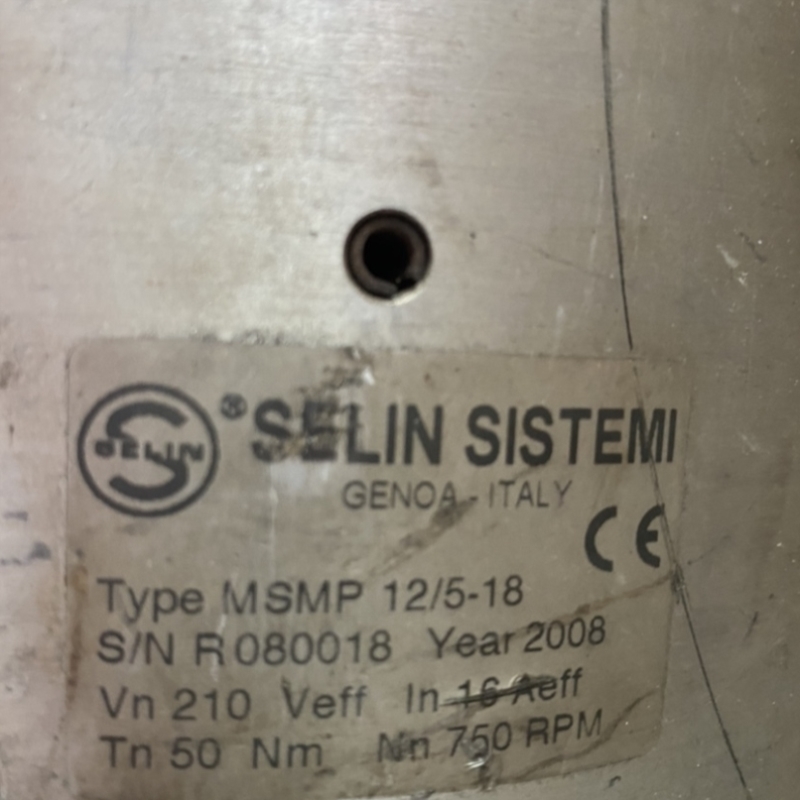 SELIN ® SELIN SISTEMI
GENOA - ITALY
CE
Type MSMP 12/5-18
S/N R 080018 Year 2008
Vn 210 Veff In 16 Aeff
Tn 50 Nm Nn 750 RPM